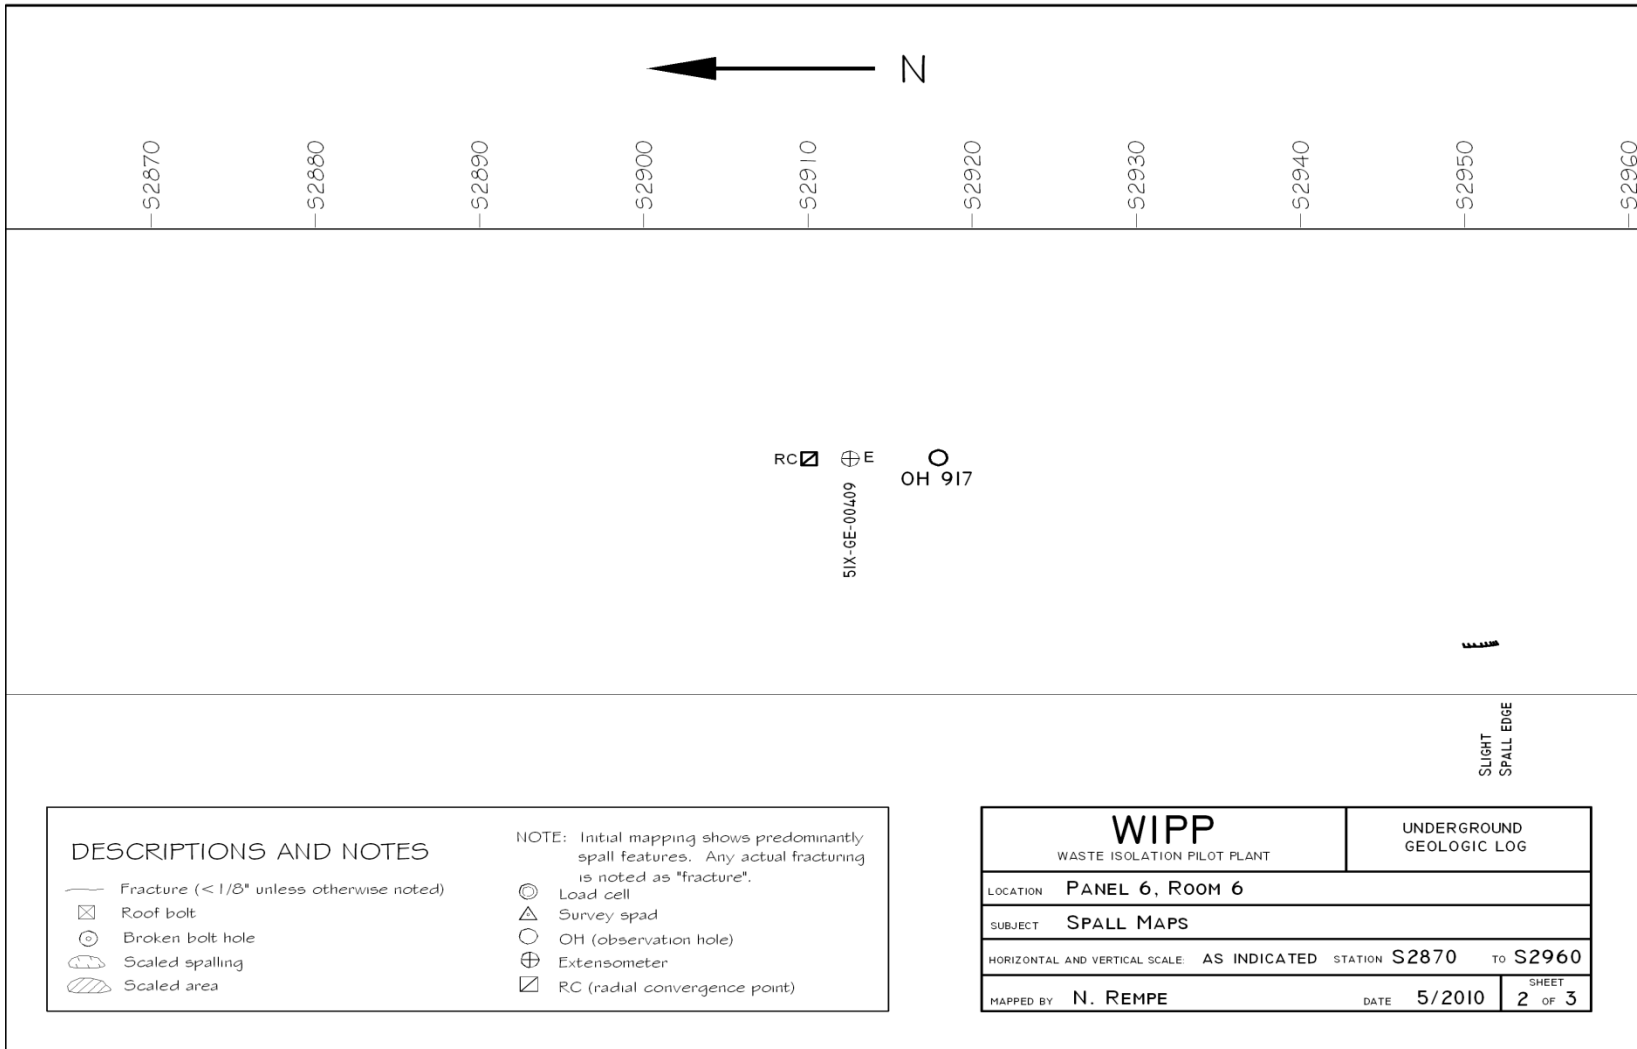 N
S2870
S2880
S2890
S2900
S2910
S2920
S2930
S2940
S2950
S2960
RC
E
OH 917
51X-GE-00409
SLIGHT
SPALL EDGE
DESCRIPTIONS AND NOTES
Fracture (<1/8" unless otherwise noted)
Roof bolt
Broken bolt hole
Scaled spalling
Scaled area
NOTE: Initial mapping shows predominantly
spall features. Any actual fracturing
is noted as "fracture".
Load cell
Survey spad
OH (observation hole)
Extensometer
RC (radial convergence point)
WIPP
WASTE ISOLATION PILOT PLANT
UNDERGROUND
GEOLOGIC LOG
LOCATION PANEL 6, ROOM 6
SUBJECT SPALL MAPS
HORIZONTAL AND VERTICAL SCALE: AS INDICATED STATION S2870 TO S2960
MAPPED BY N. REMPE DATE 5/2010
SHEET
2 OF 3